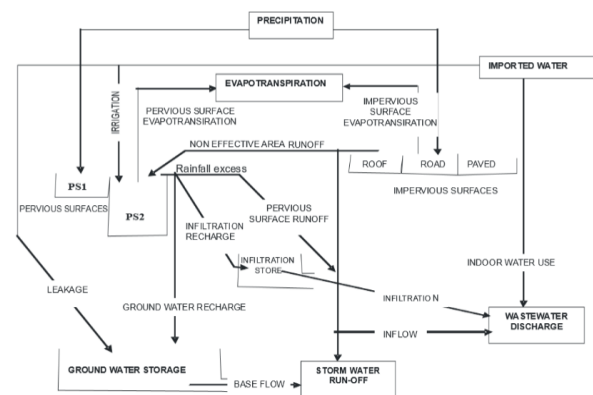 PRECIPITATION
IMPORTED WATER
EVAPOTRANSPIRATION
IRRIGATION
PERVIOUS SURFACE
EVAPOTRANSIRATION
IMPERVIOUS
SURFACE
EVAPOTRANSIRATION
NON EFFECTIVE AREA RUNOFF
ROOF
ROAD
PAVED
IMPERVIOUS SURFACES
Rainfall excess
PS1
PERVIOUS SURFACES
PS2
PERVIOUS
SURFACE RUNOFF
INFILTRATION
RECHARGE
INFILTRATION
STORE
INDOOR WATER USE
LEAKAGE
GROUND WATER RECHARGE
INFILTRATIO N
INFLOW
WASTEWATER
DISCHARGE
GROUND WATER STORAGE
BASE FLOW
STORM WATER
RUN-OFF